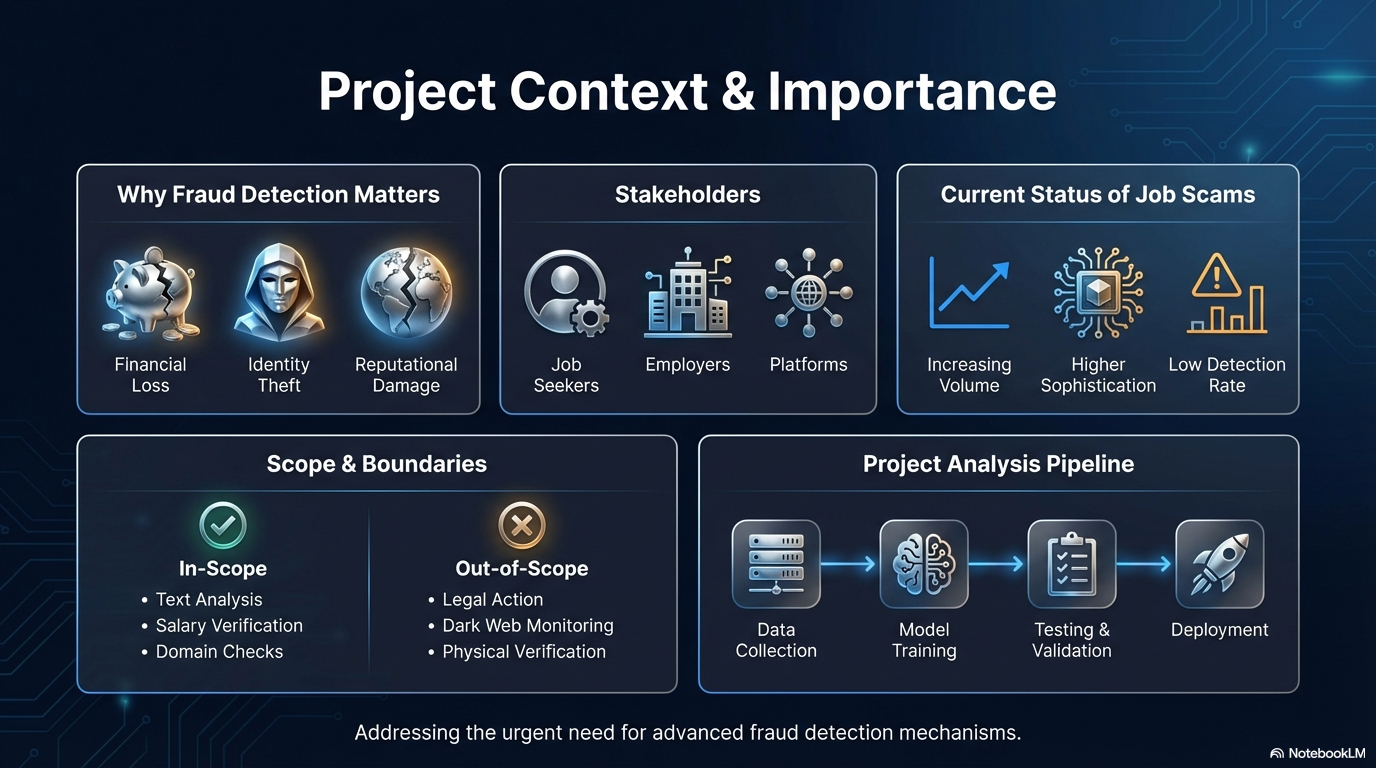 Project Context & Importance
Why Fraud Detection Matters
Financial
Loss
Identity
Theft
Reputational
Damage
Stakeholders
Job
Seekers
Employers
Platforms
Current Status of Job Scams
Increasing
Volume
Higher
Sophistication
Low Detection
Rate
Scope & Boundaries
In-Scope
• Text Analysis
• Salary Verification
• Domain Checks
Out-of-Scope
• Legal Action
• Dark Web Monitoring
• Physical Verification
Project Analysis Pipeline
Data
Collection
Model
Training
Testing &
Validation
Deployment
Addressing the urgent need for advanced fraud detection mechanisms.
NotebookLM